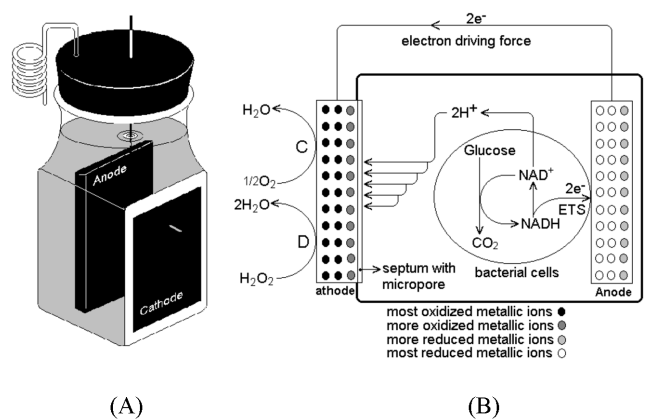 Anode
Cathode
(A)
2e-
electron driving force
H2O
C
1/2O2
2H2O
D
H2O2
2H+
Glucose
NAD+
2e-
ETS
NADH
CO2
bacterial cells
septum with
micropore
athode
Anode
most oxidized metallic ions
more oxidized metallic ions
more reduced metallic ions
most reduced metallic ions
(B)